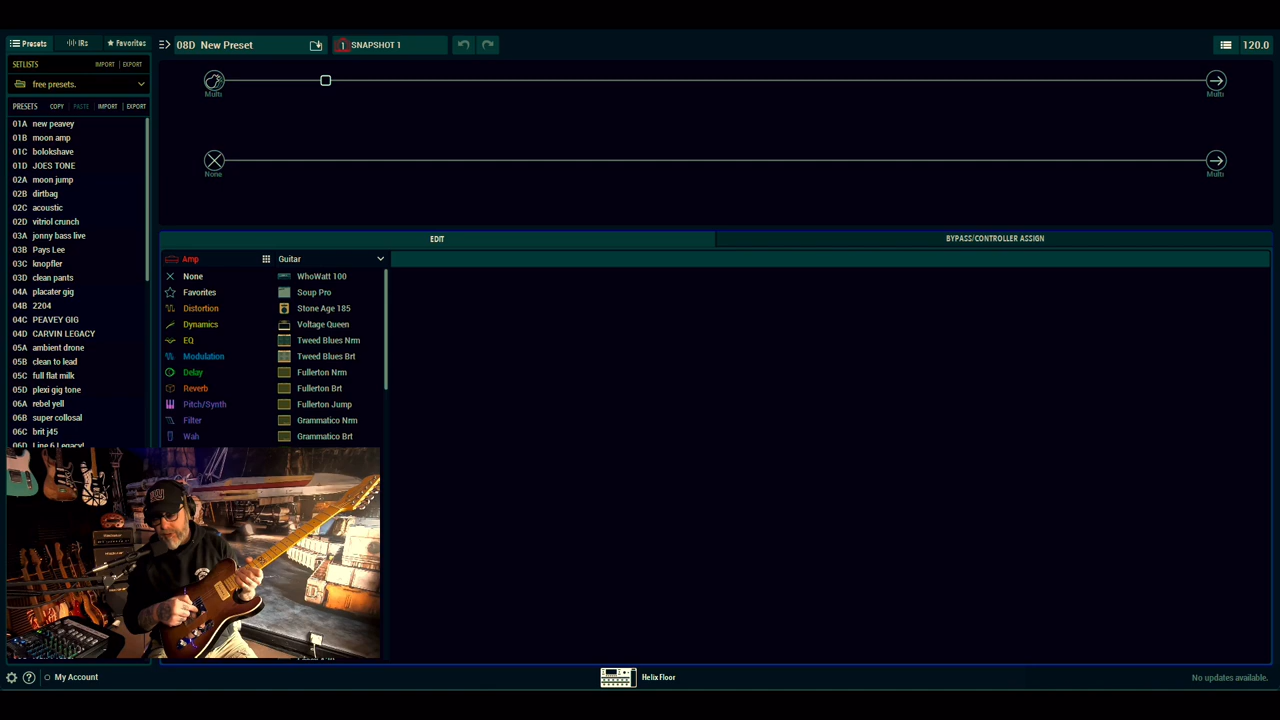 Presets IRs Favorites
08D New Preset
1 SNAPSHOT 1
120.0
SETLISTS IMPORT EXPORT
free presets.
PRESETS COPY PASTE IMPORT EXPORT
01A new peavey
01B moon amp
01C bolokshave
01D JOES TONE
02A moon jump
02B dirtbag
02C acoustic
02D vitriol crunch
03A jonny bass live
03B Pays Lee
03C knopfler
03D clean pants
04A placater gig
04B 2204
04C PEAVEY GIG
04D CARVIN LEGACY
05A ambient drone
05B clean to lead
05C full flat milk
05D plexi gig tone
06A rebel yell
06B super collosal
06C brit j45
06D Line 6 Legacy!
Multi
Multi
None
Multi
EDIT
BYPASS/CONTROLLER ASSIGN
Amp
None
Favorites
Distortion
Dynamics
EQ
Modulation
Delay
Reverb
Pitch/Synth
Filter
Wah
Guitar
WhoWatt 100
Soup Pro
Stone Age 185
Voltage Queen
Tweed Blues Nrm
Tweed Blues Brt
Fullerton Nrm
Fullerton Brt
Fullerton Jump
Grammatico Nrm
Grammatico Brt
My Account
Helix Floor
No updates available.